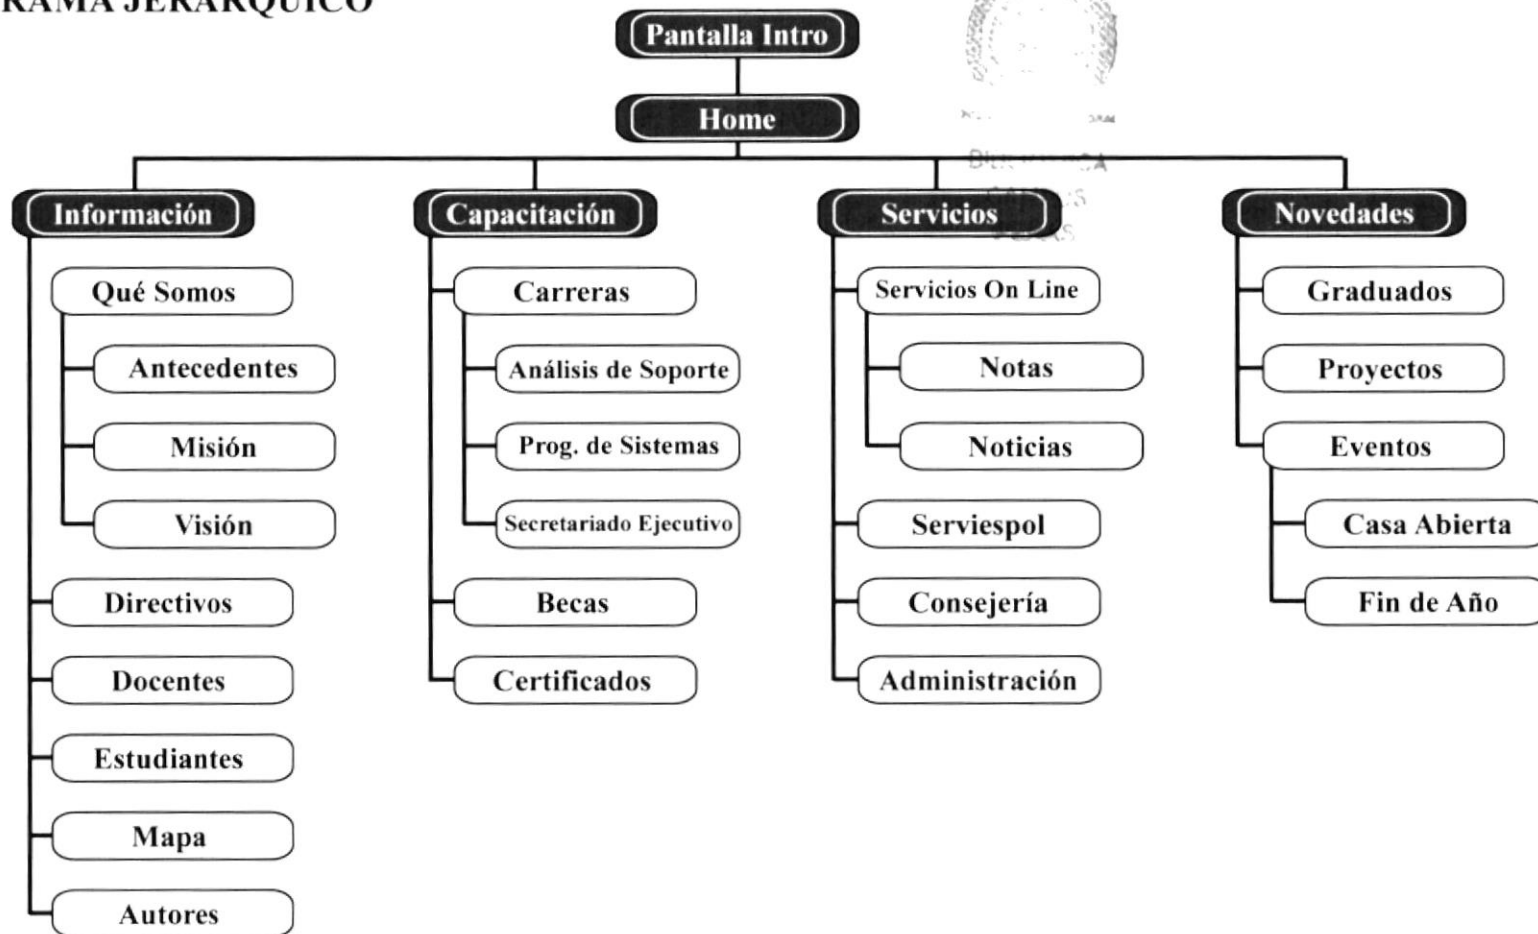 JERÁRQUICO
Pantalla Intro
Home
Información
Qué Somos
Antecedentes
Misión
Visión
Directivos
Docentes
Estudiantes
Mapa
Autores
Capacitación
Carreras
Análisis de Soporte
Prog. de Sistemas
Secretariado Ejecutivo
Becas
Certificados
Servicios
Servicios On Line
Notas
Noticias
Serviespol
Consejería
Administración
Novedades
Graduados
Proyectos
Eventos
Casa Abierta
Fin de Año